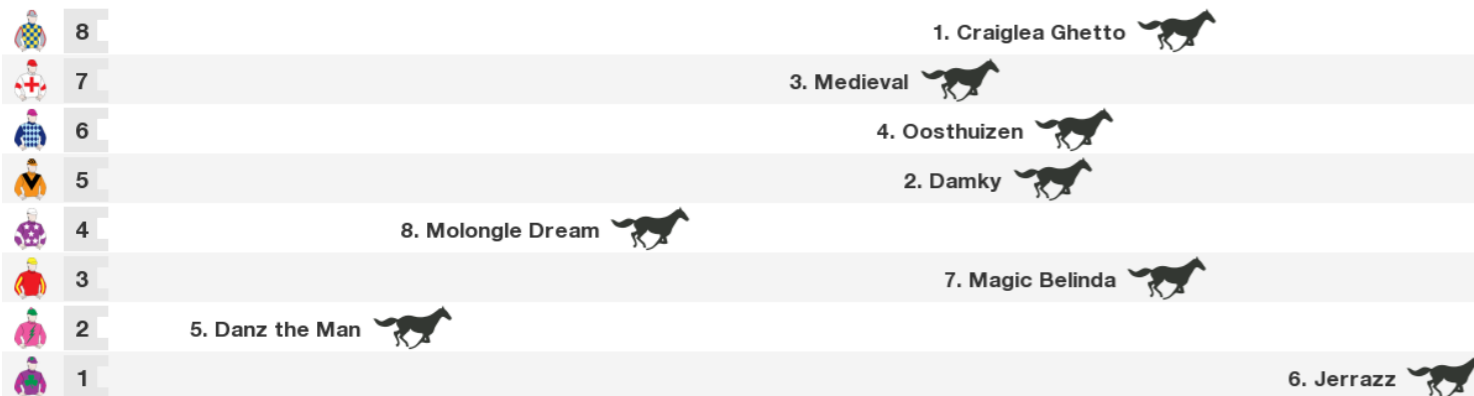 8 1. Craiglea Ghetto
7 3. Medieval
6 4. Oosthuizen
5 2. Damky
4 8. Molongle Dream
3 7. Magic Belinda
2 5. Danz the Man
1 6. Jerrazz